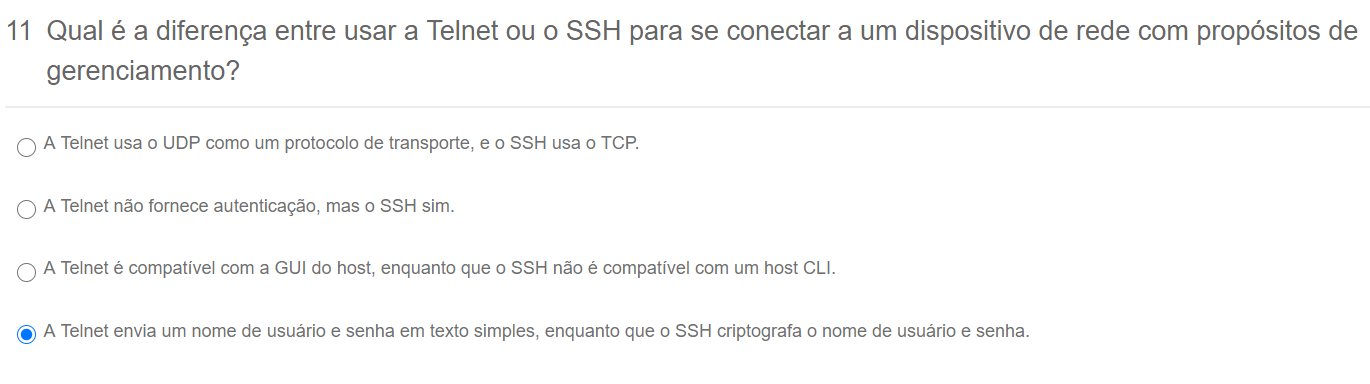 11 Qual é a diferença entre usar a Telnet ou o SSH para se conectar a um dispositivo de rede com propósitos de
gerenciamento?
A Telnet usa o UDP como um protocolo de transporte, e o SSH usa o TCP.
A Telnet não fornece autenticação, mas o SSH sim.
A Telnet é compatível com a GUI do host, enquanto que o SSH não é compatível com um host CLI.
A Telnet envia um nome de usuário e senha em texto simples, enquanto que o SSH criptografa o nome de usuário e senha.